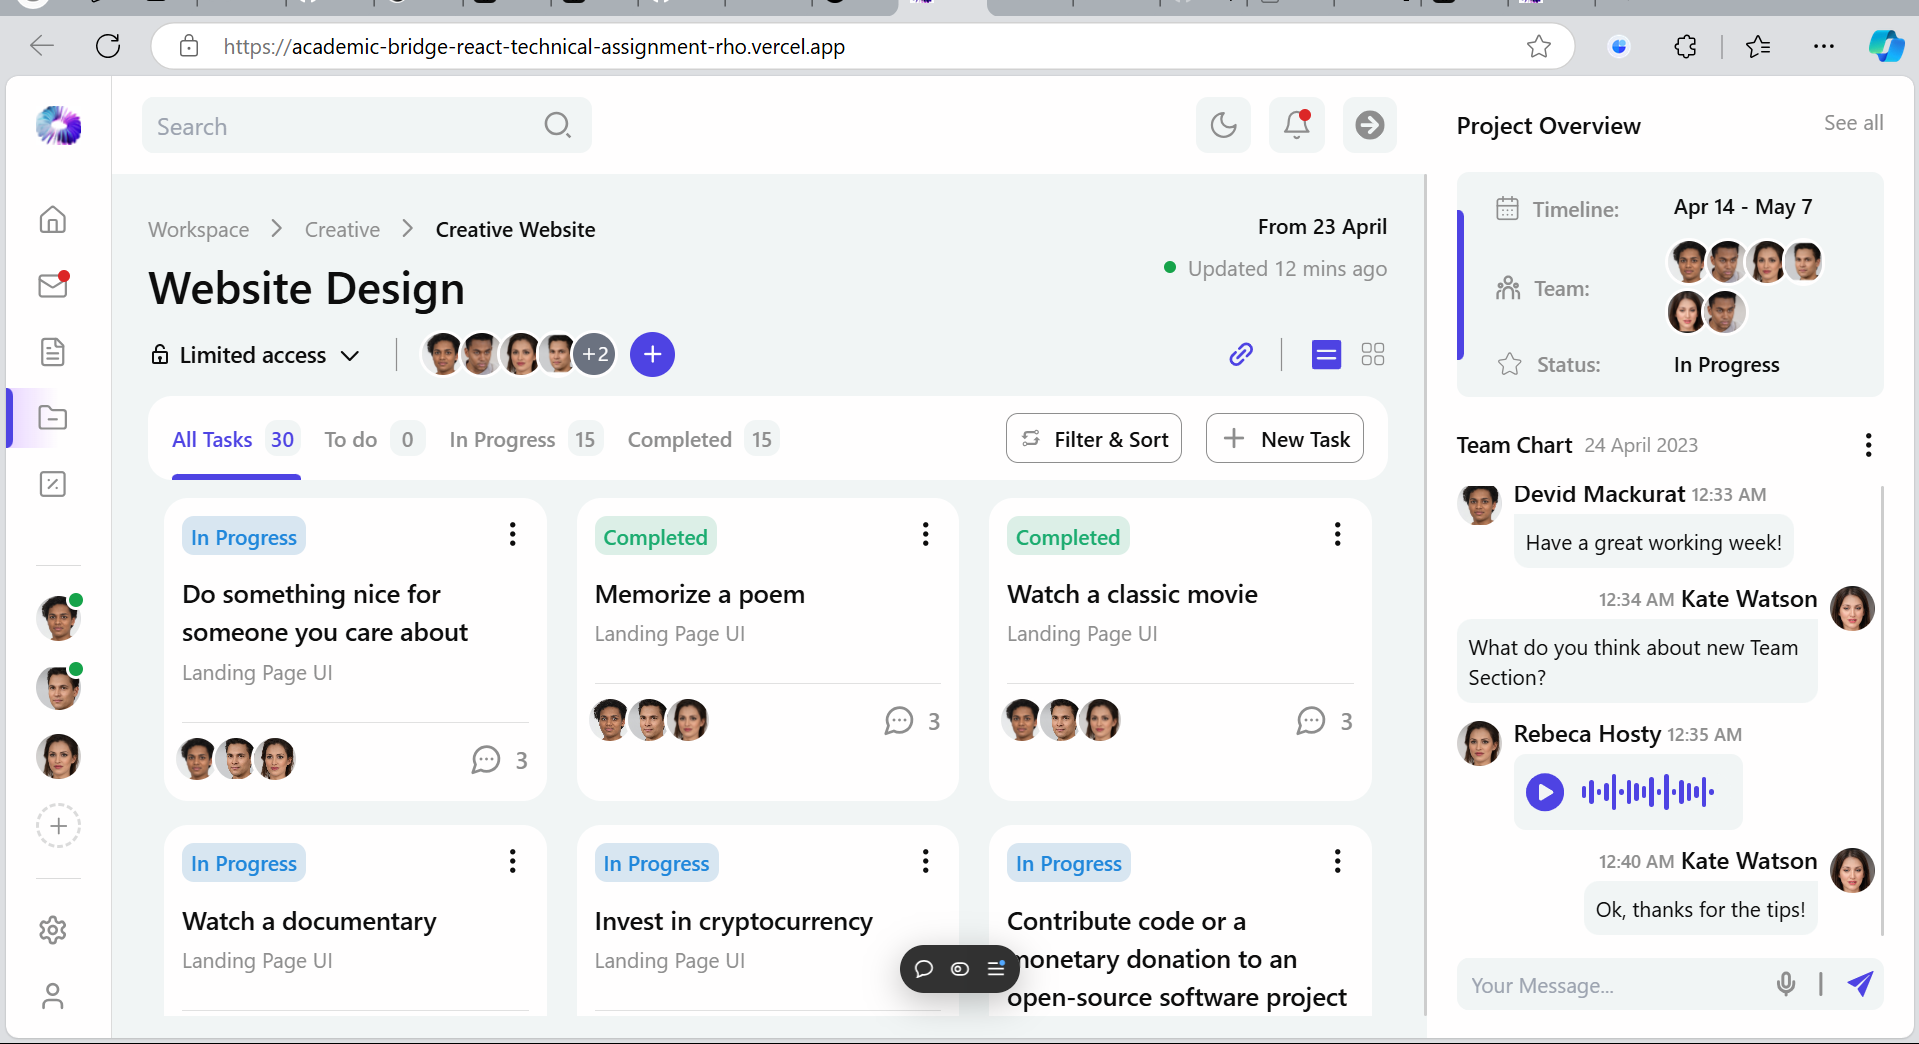 https://academic-bridge-react-technical-assignment-rho.vercel.app
Search
Workspace
Creative
Creative Website
Website Design
From 23 April
Updated 12 mins ago
Limited access
+2
All Tasks 30
To do 0
In Progress 15
Completed 15
Filter & Sort
New Task
In Progress
Do something nice for
someone you care about
Landing Page UI
3
Completed
Memorize a poem
Landing Page UI
3
Completed
Watch a classic movie
Landing Page UI
3
In Progress
Watch a documentary
Landing Page UI
In Progress
Invest in cryptocurrency
Landing Page UI
In Progress
Contribute code or a
monetary donation to an
open-source software project
Project Overview
See all
Timeline:
Apr 14 - May 7
Team:
Status:
In Progress
Team Chart 24 April 2023
Devid Mackurat 12:33 AM
Have a great working week!
12:34 AM Kate Watson
What do you think about new Team
Section?
Rebeca Hosty 12:35 AM
12:40 AM Kate Watson
Ok, thanks for the tips!
Your Message...